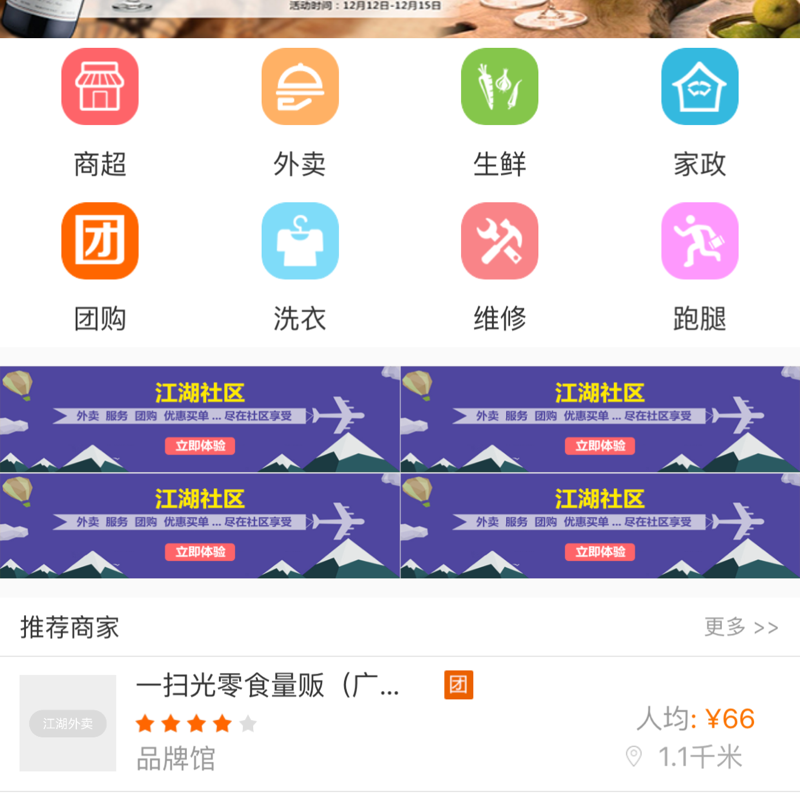 活动时间：12月12日-12月15日
商超 外卖 生鲜 家政
团
团购 洗衣 维修 跑腿
江湖社区 江湖社区
外卖 服务 团购 优惠买单 ... 尽在社区享受 外卖 服务 团购 优惠买单 ... 尽在社区享受
立即体验 立即体验
江湖社区 江湖社区
外卖 服务 团购 优惠买单 ... 尽在社区享受 外卖 服务 团购 优惠买单 ... 尽在社区享受
立即体验 立即体验
推荐商家 更多 >>
一扫光零食量贩（广... 团
江湖外卖
人均: ¥66
品牌馆 1.1千米